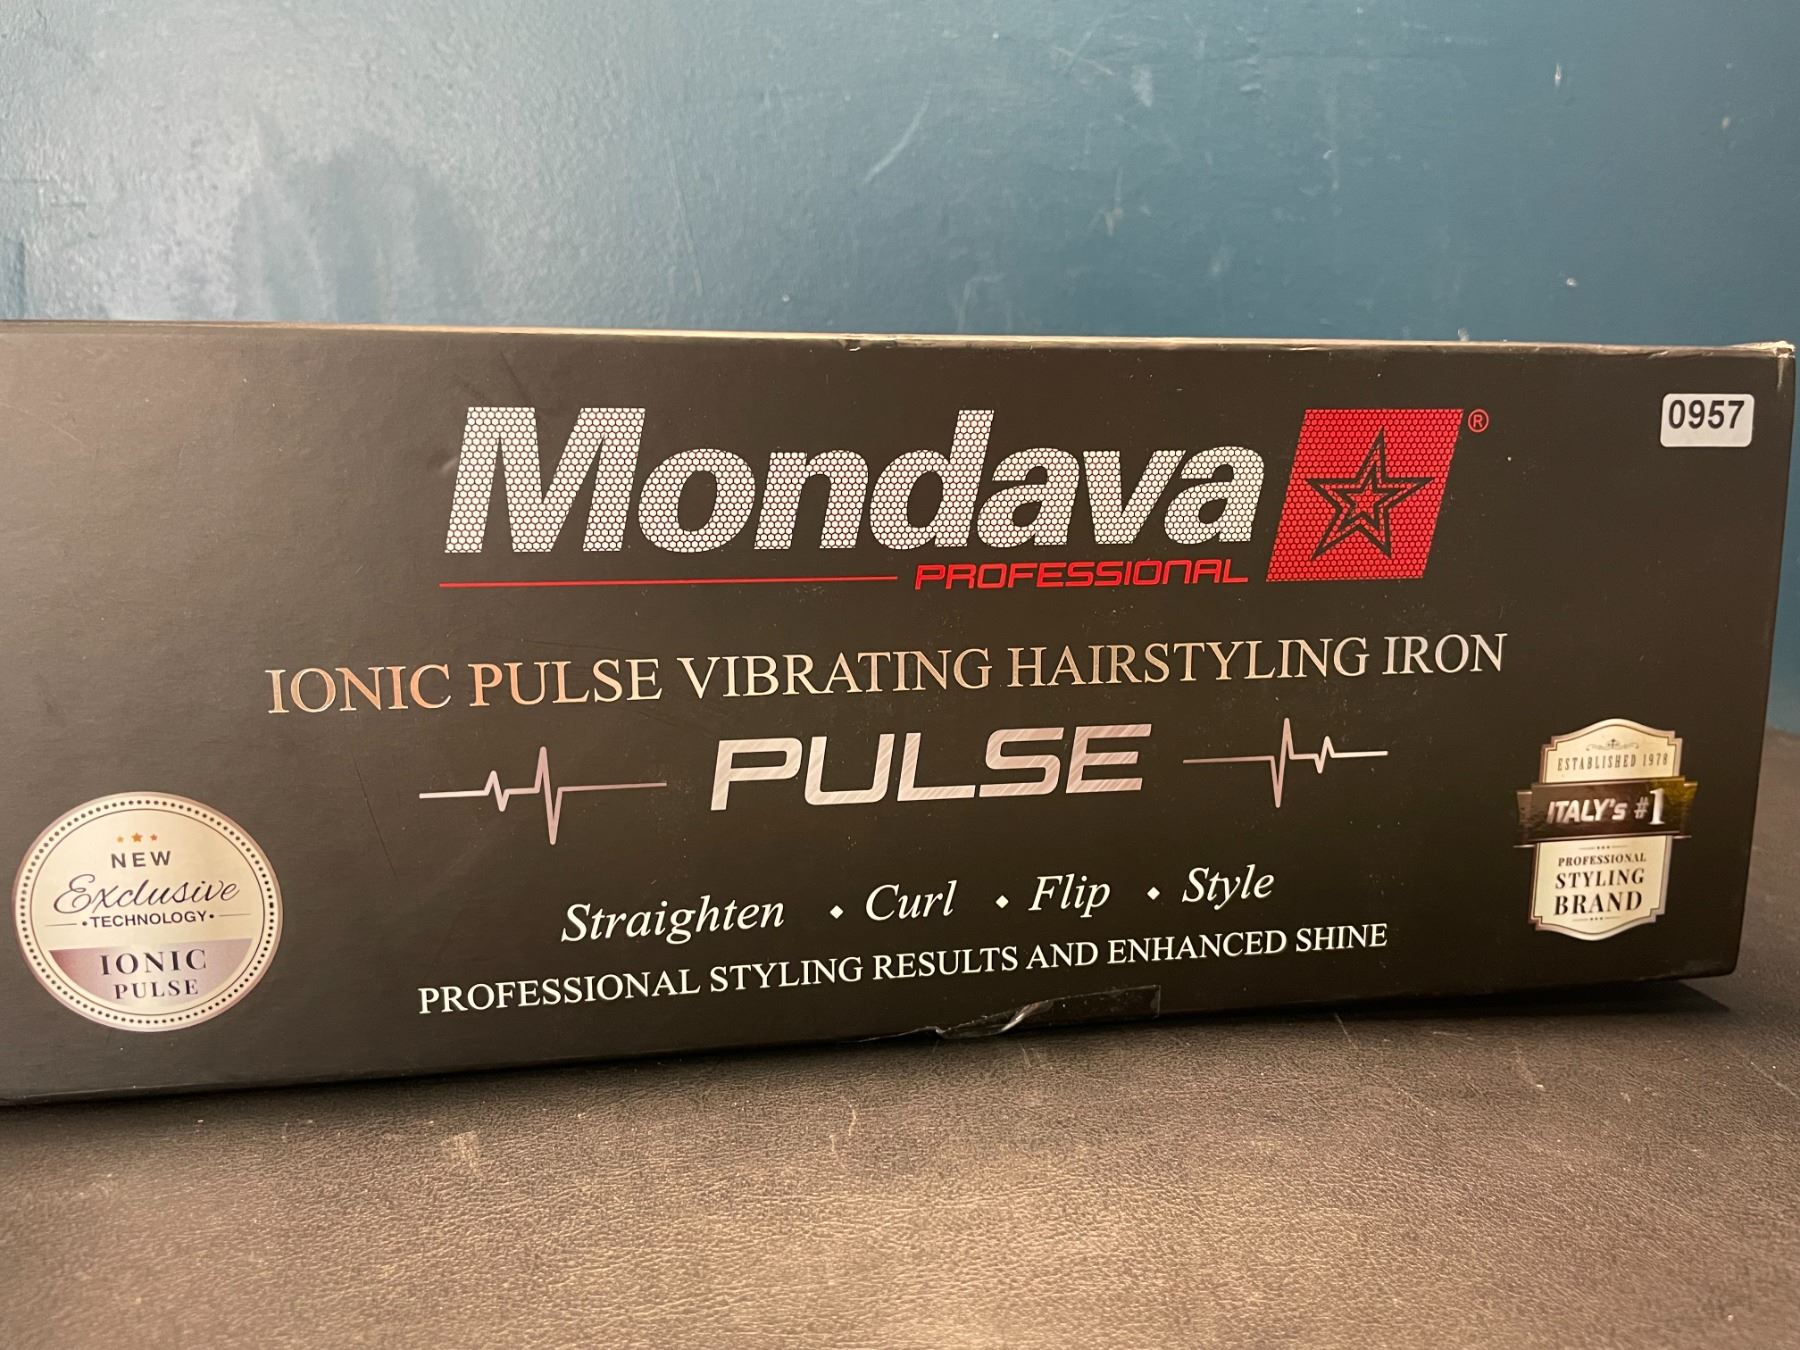 Mondava ®
PROFESSIONAL
0957
IONIC PULSE VIBRATING HAIRSTYLING IRON
PULSE
Straighten • Curl • Flip • Style
PROFESSIONAL STYLING RESULTS AND ENHANCED SHINE
NEW
Exclusive
• TECHNOLOGY •
IONIC
PULSE
ESTABLISHED 1978
ITALY's #1
PROFESSIONAL
STYLING
BRAND